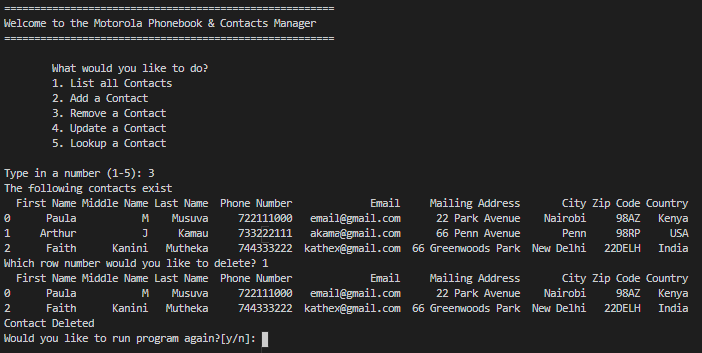 =======================================================
Welcome to the Motorola Phonebook & Contacts Manager
=======================================================
What would you like to do?
1. List all Contacts
2. Add a Contact
3. Remove a Contact
4. Update a Contact
5. Lookup a Contact
Type in a number (1-5): 3
The following contacts exist
First Name Middle Name Last Name Phone Number Email Mailing Address City Zip Code Country
0 Paula M Musuva 722111000 email@gmail.com 22 Park Avenue Nairobi 98AZ Kenya
1 Arthur J Kamau 733222111 akama@gmail.com 66 Penn Avenue Penn 98RP USA
2 Faith Kanini Mutheka 744333222 kathex@gmail.com 66 Greenwoods Park New Delhi 22DELH India
Which row number would you like to delete? 1
First Name Middle Name Last Name Phone Number Email Mailing Address City Zip Code Country
0 Paula M Musuva 722111000 email@gmail.com 22 Park Avenue Nairobi 98AZ Kenya
2 Faith Kanini Mutheka 744333222 kathex@gmail.com 66 Greenwoods Park New Delhi 22DELH India
Contact Deleted
Would you like to run program again?[y/n]: